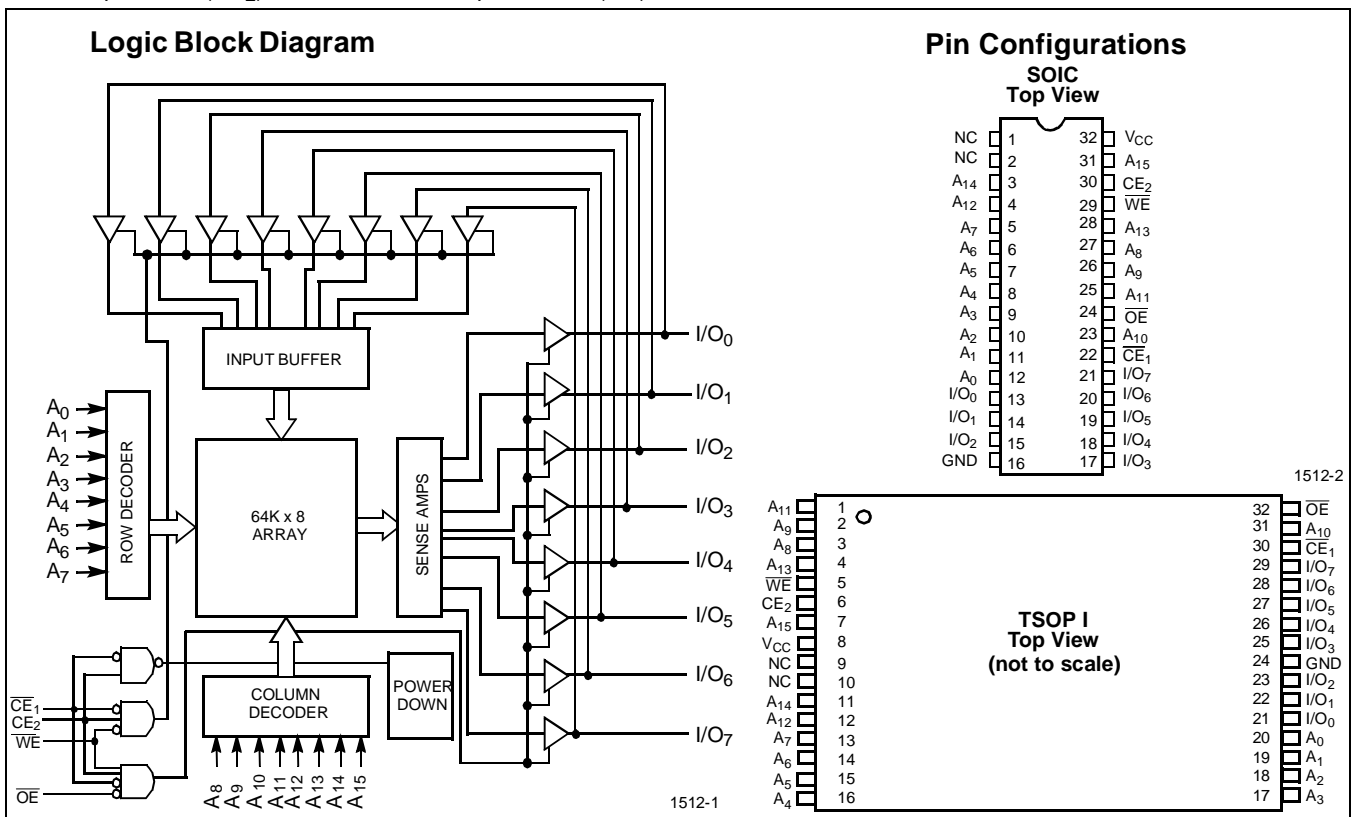 Logic Block Diagram
INPUT BUFFER
A0
A1
A2
A3
A4
A5
A6
A7
ROW DECODER
64K x 8
ARRAY
SENSE AMPS
I/O0
I/O1
I/O2
I/O3
I/O4
I/O5
I/O6
I/O7
COLUMN
DECODER
POWER
DOWN
CE1
CE2
WE
OE
A8
A9
A10
A11
A12
A13
A14
A15
1512-1
Pin Configurations
SOIC
Top View
NC 1 32 VCC
NC 2 31 A15
A14 3 30 CE2
A12 4 29 WE
A7 5 28 A13
A6 6 27 A8
A5 7 26 A9
A4 8 25 A11
A3 9 24 OE
A2 10 23 A10
A1 11 22 CE1
A0 12 21 I/O7
I/O0 13 20 I/O6
I/O1 14 19 I/O5
I/O2 15 18 I/O4
GND 16 17 I/O3
1512-2
TSOP I
Top View
(not to scale)
A11 1 32 OE
A9 2 31 A10
A8 3 30 CE1
A13 4 29 I/O7
WE 5 28 I/O6
CE2 6 27 I/O5
A15 7 26 I/O4
VCC 8 25 I/O3
NC 9 24 GND
NC 10 23 I/O2
A14 11 22 I/O1
A12 12 21 I/O0
A7 13 20 A0
A6 14 19 A1
A5 15 18 A2
A4 16 17 A3